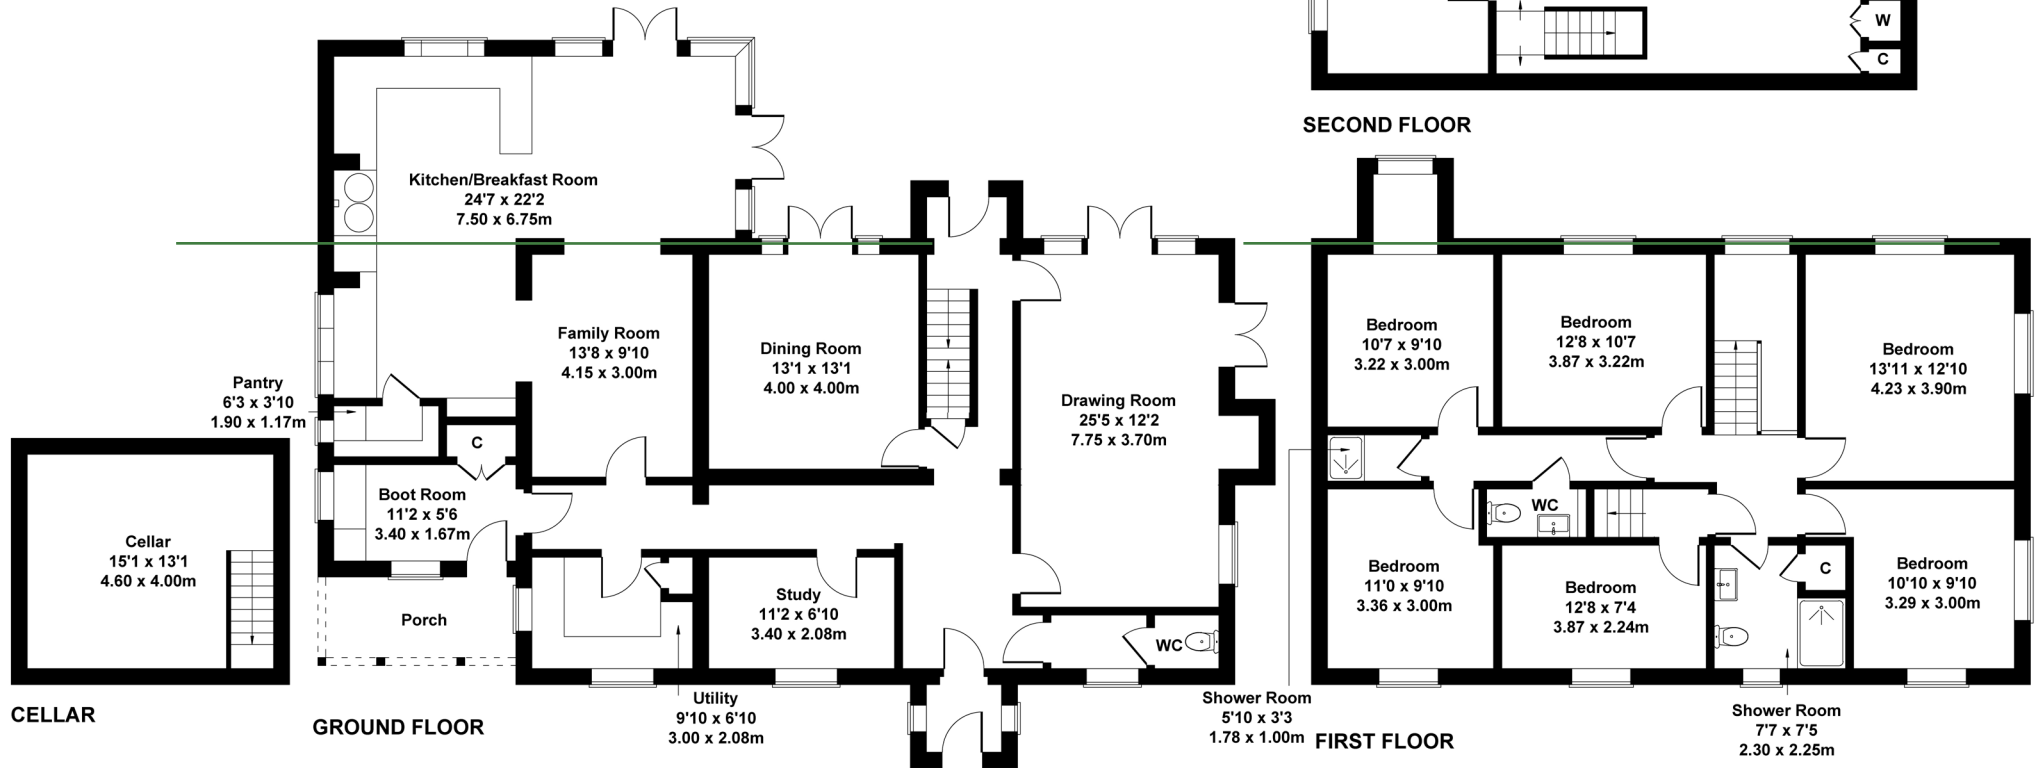 W
C
SECOND FLOOR
Kitchen/Breakfast Room
24'7 x 22'2
7.50 x 6.75m
Family Room
13'8 x 9'10
4.15 x 3.00m
Dining Room
13'1 x 13'1
4.00 x 4.00m
Drawing Room
25'5 x 12'2
7.75 x 3.70m
Pantry
6'3 x 3'10
1.90 x 1.17m
C
Boot Room
11'2 x 5'6
3.40 x 1.67m
Cellar
15'1 x 13'1
4.60 x 4.00m
CELLAR
Porch
Study
11'2 x 6'10
3.40 x 2.08m
WC
Utility
9'10 x 6'10
3.00 x 2.08m
GROUND FLOOR
Bedroom
10'7 x 9'10
3.22 x 3.00m
Bedroom
12'8 x 10'7
3.87 x 3.22m
Bedroom
13'11 x 12'10
4.23 x 3.90m
WC
Bedroom
11'0 x 9'10
3.36 x 3.00m
Bedroom
12'8 x 7'4
3.87 x 2.24m
C
Bedroom
10'10 x 9'10
3.29 x 3.00m
Shower Room
5'10 x 3'3
1.78 x 1.00m
Shower Room
7'7 x 7'5
2.30 x 2.25m
FIRST FLOOR